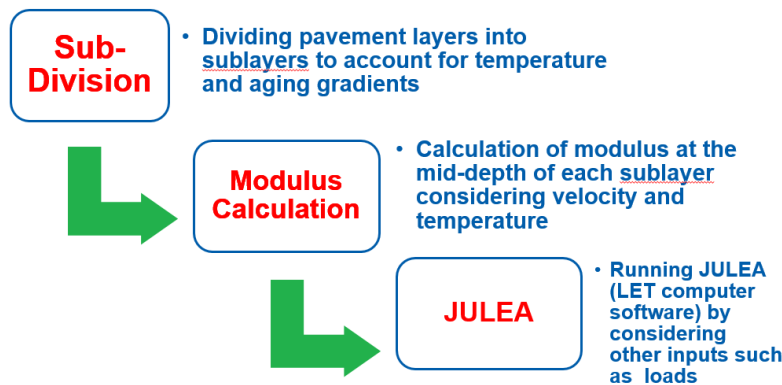 Sub-
Division
• Dividing pavement layers into
sublayers to account for temperature
and aging gradients
Modulus
Calculation
• Calculation of modulus at the
mid-depth of each sublayer
considering velocity and
temperature
JULEA
• Running JULEA
(LET computer
software) by
considering
other inputs such
as loads